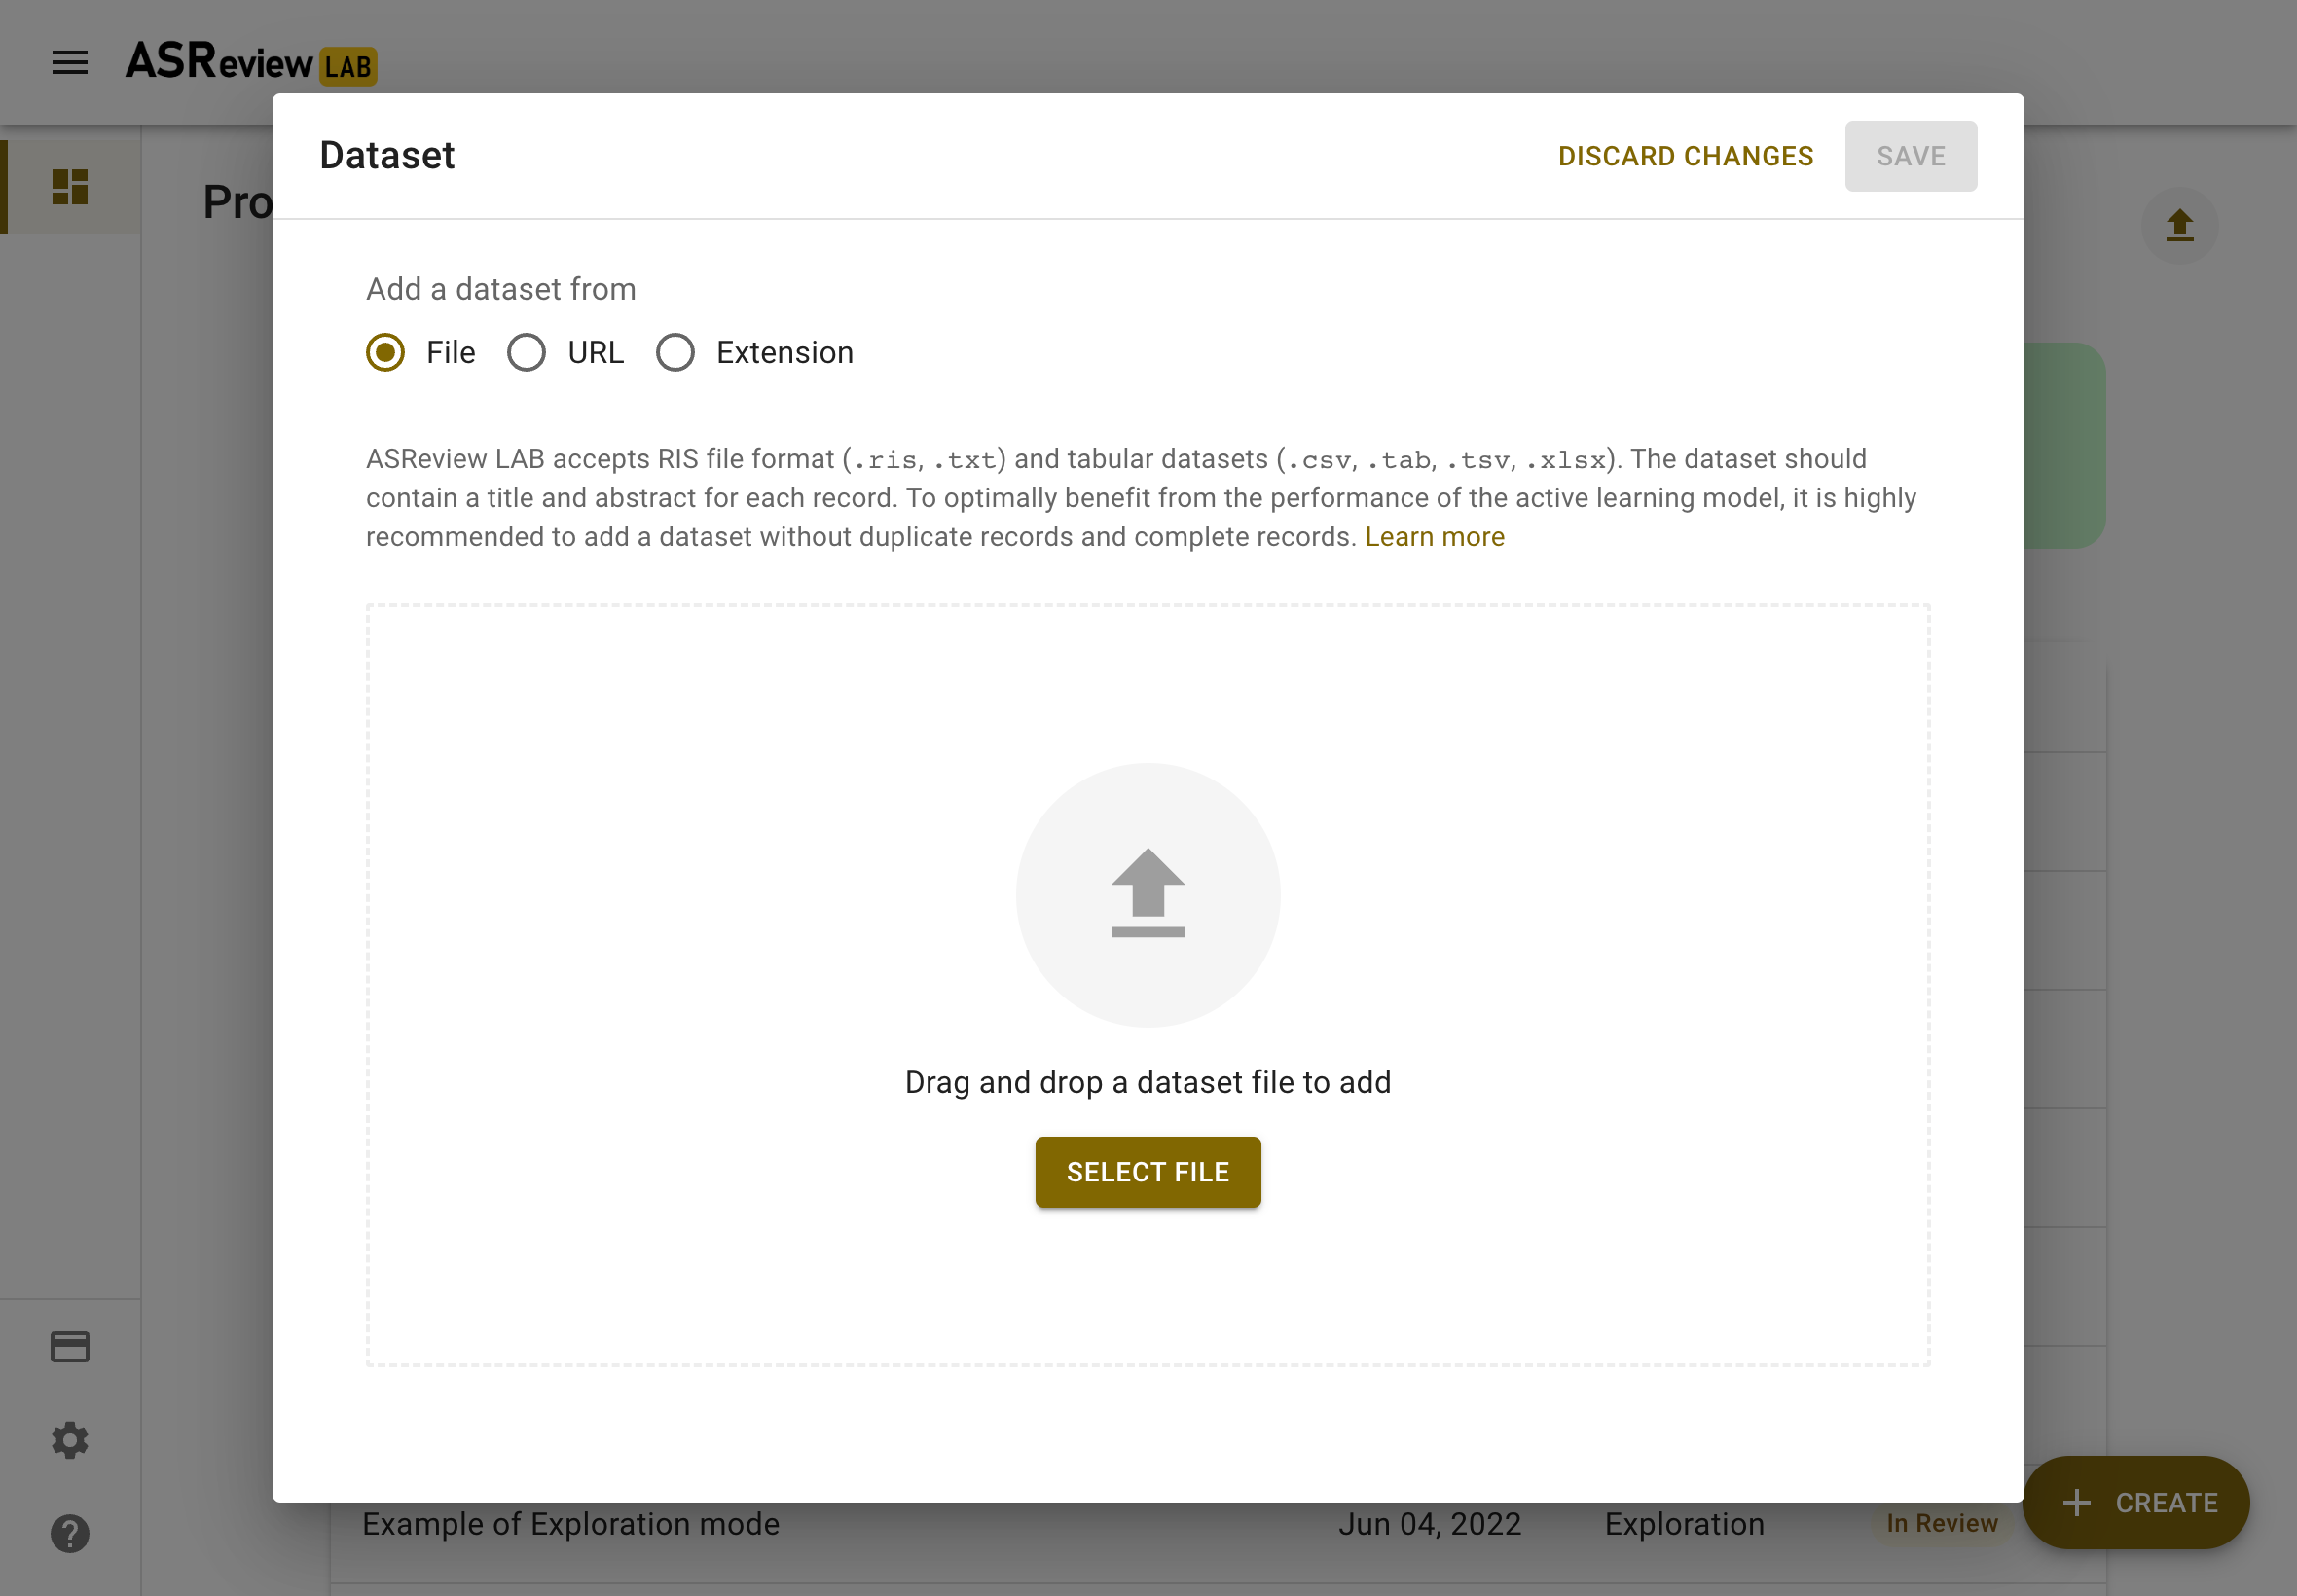 ASReview LAB
Dataset
DISCARD CHANGES
SAVE
Pro
Add a dataset from
File
URL
Extension
ASReview LAB accepts RIS file format (.ris, .txt) and tabular datasets (.csv, .tab, .tsv, .xlsx). The dataset should
contain a title and abstract for each record. To optimally benefit from the performance of the active learning model, it is highly
recommended to add a dataset without duplicate records and complete records. Learn more
Drag and drop a dataset file to add
SELECT FILE
CREATE
Example of Exploration mode
Jun 04, 2022
Exploration
In Review